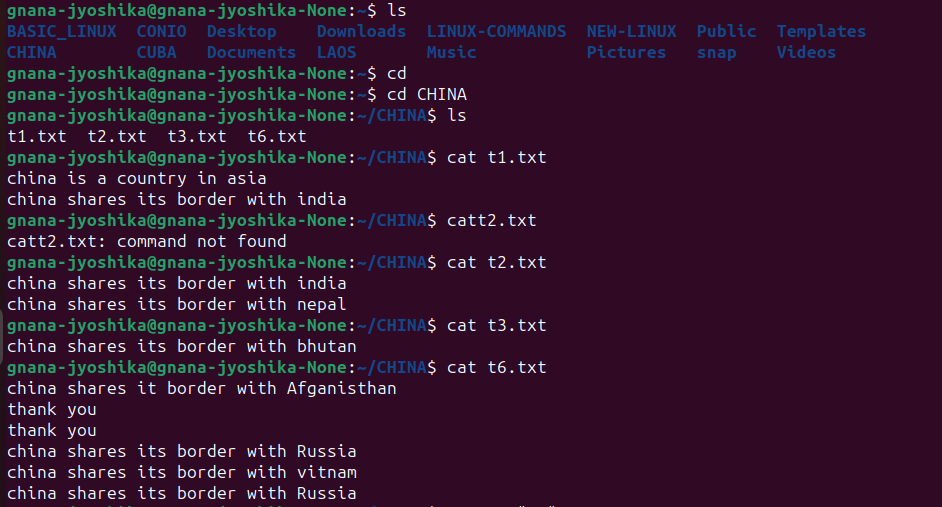 gnana-jyoshika@gnana-jyoshika-None:~$ ls
BASIC_LINUX CONIO Desktop Downloads LINUX-COMMANDS NEW-LINUX Public Templates
CHINA CUBA Documents LAOS Music Pictures snap Videos
gnana-jyoshika@gnana-jyoshika-None:~$ cd
gnana-jyoshika@gnana-jyoshika-None:~$ cd CHINA
gnana-jyoshika@gnana-jyoshika-None:~/CHINA$ ls
t1.txt t2.txt t3.txt t6.txt
gnana-jyoshika@gnana-jyoshika-None:~/CHINA$ cat t1.txt
china is a country in asia
china shares its border with india
gnana-jyoshika@gnana-jyoshika-None:~/CHINA$ catt2.txt
catt2.txt: command not found
gnana-jyoshika@gnana-jyoshika-None:~/CHINA$ cat t2.txt
china shares its border with india
china shares its border with nepal
gnana-jyoshika@gnana-jyoshika-None:~/CHINA$ cat t3.txt
china shares its border with bhutan
gnana-jyoshika@gnana-jyoshika-None:~/CHINA$ cat t6.txt
china shares it border with Afganisthan
thank you
thank you
china shares its border with Russia
china shares its border with vitnam
china shares its border with Russia